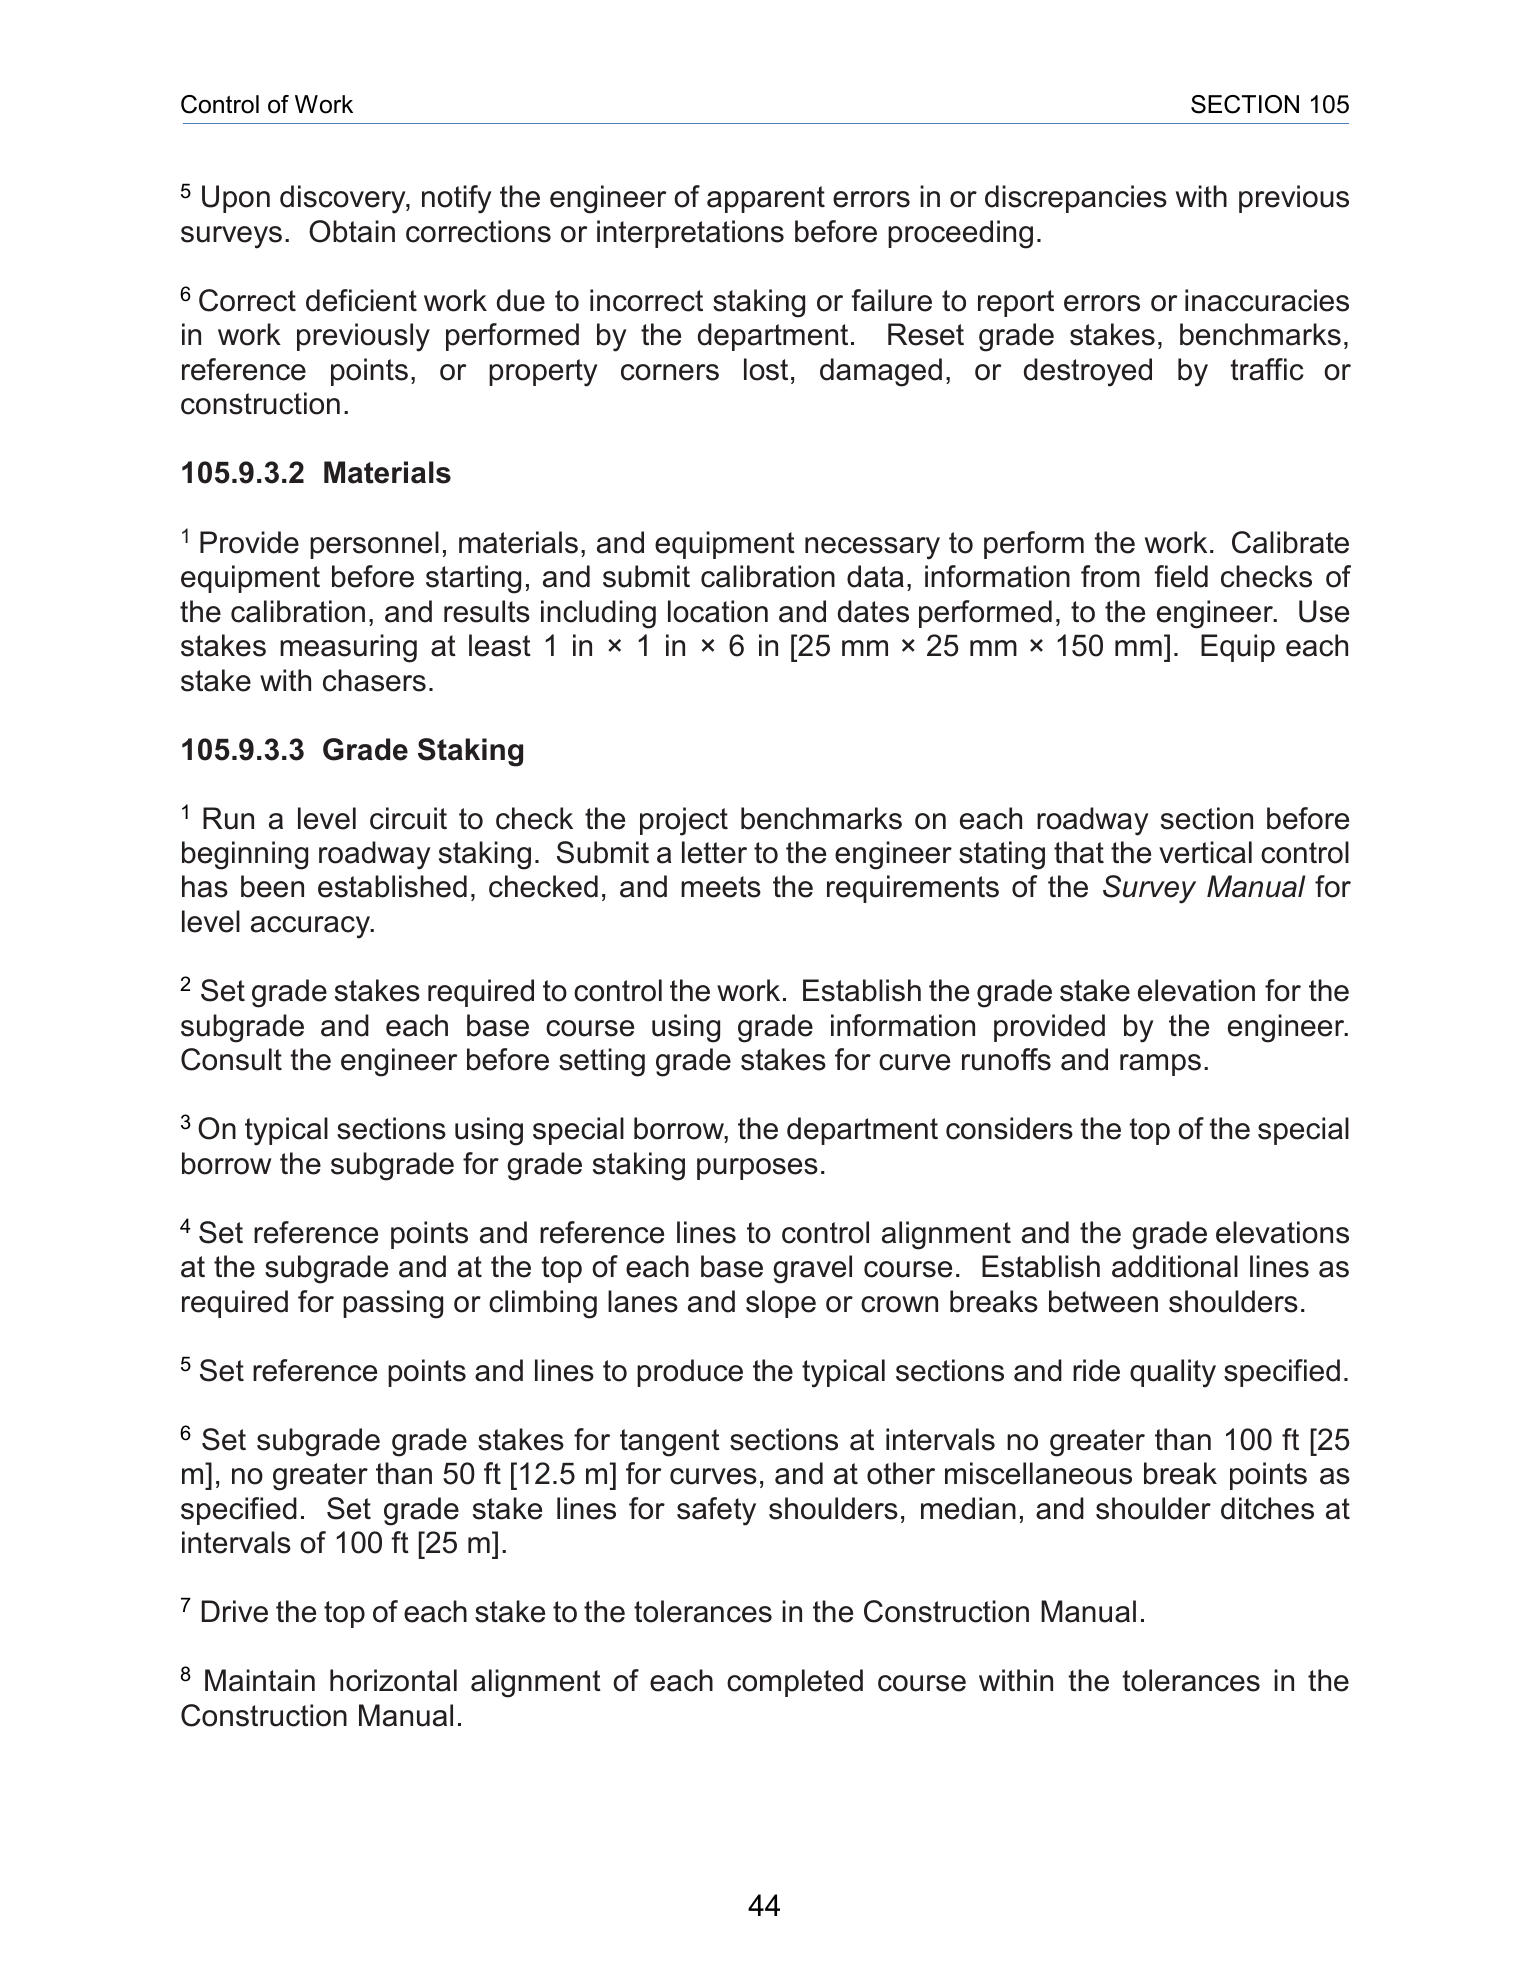 Control of Work SECTION 105
5 Upon discovery, notify the engineer of apparent errors in or discrepancies with previous
surveys. Obtain corrections or interpretations before proceeding.
6 Correct deficient work due to incorrect staking or failure to report errors or inaccuracies
in work previously performed by the department. Reset grade stakes, benchmarks,
reference points, or property corners lost, damaged, or destroyed by traffic or
construction.
105.9.3.2 Materials
1 Provide personnel, materials, and equipment necessary to perform the work. Calibrate
equipment before starting, and submit calibration data, information from field checks of
the calibration, and results including location and dates performed, to the engineer. Use
stakes measuring at least 1 in × 1 in × 6 in [25 mm × 25 mm × 150 mm]. Equip each
stake with chasers.
105.9.3.3 Grade Staking
1 Run a level circuit to check the project benchmarks on each roadway section before
beginning roadway staking. Submit a letter to the engineer stating that the vertical control
has been established, checked, and meets the requirements of the Survey Manual for
level accuracy.
2 Set grade stakes required to control the work. Establish the grade stake elevation for the
subgrade and each base course using grade information provided by the engineer.
Consult the engineer before setting grade stakes for curve runoffs and ramps.
3 On typical sections using special borrow, the department considers the top of the special
borrow the subgrade for grade staking purposes.
4 Set reference points and reference lines to control alignment and the grade elevations
at the subgrade and at the top of each base gravel course. Establish additional lines as
required for passing or climbing lanes and slope or crown breaks between shoulders.
5 Set reference points and lines to produce the typical sections and ride quality specified.
6 Set subgrade grade stakes for tangent sections at intervals no greater than 100 ft [25
m], no greater than 50 ft [12.5 m] for curves, and at other miscellaneous break points as
specified. Set grade stake lines for safety shoulders, median, and shoulder ditches at
intervals of 100 ft [25 m].
7 Drive the top of each stake to the tolerances in the Construction Manual.
8 Maintain horizontal alignment of each completed course within the tolerances in the
Construction Manual.
44